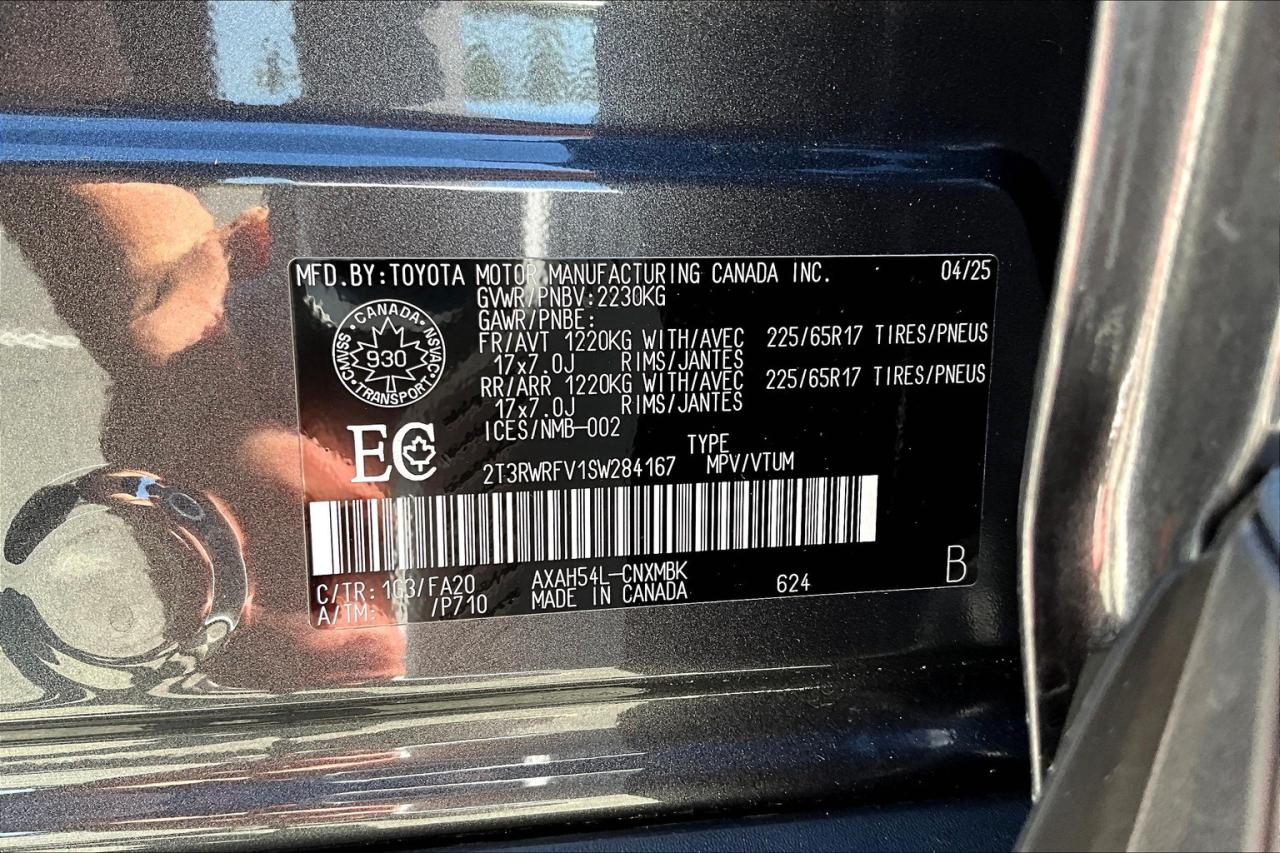 MFD.BY:TOYOTA MOTOR MANUFACTURING CANADA INC. 04/25
GVWR/PNBV:2230KG
GAWR/PNBE:
FR/AVT 1220KG WITH/AVEC 225/65R17 TIRES/PNEUS
17x7.0J RIMS/JANTES
RR/ARR 1220KG WITH/AVEC 225/65R17 TIRES/PNEUS
17x7.0J RIMS/JANTES
ICES/NMB-002
CANADA
CMVSS NSVAC
930
TRANSPORT
EC
TYPE
2T3RWRFV1SW284167 MPV/VTUM
C/TR: 1G3/FA20 AXAH54L-CNXMBK 624 B
A/TM: /P710 MADE IN CANADA